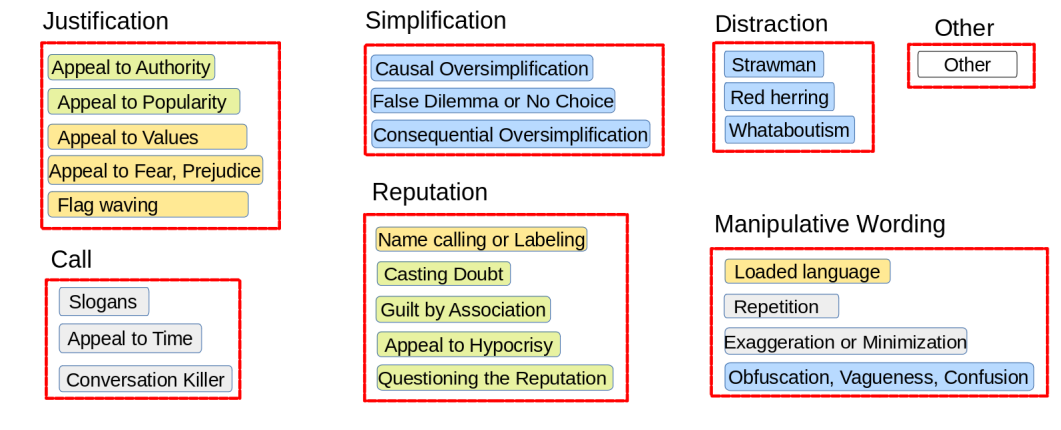 Justification
Appeal to Authority
Appeal to Popularity
Appeal to Values
Appeal to Fear, Prejudice
Flag waving
Call
Slogans
Appeal to Time
Conversation Killer
Simplification
Causal Oversimplification
False Dilemma or No Choice
Consequential Oversimplification
Reputation
Name calling or Labeling
Casting Doubt
Guilt by Association
Appeal to Hypocrisy
Questioning the Reputation
Distraction
Strawman
Red herring
Whataboutism
Other
Other
Manipulative Wording
Loaded language
Repetition
Exaggeration or Minimization
Obfuscation, Vagueness, Confusion